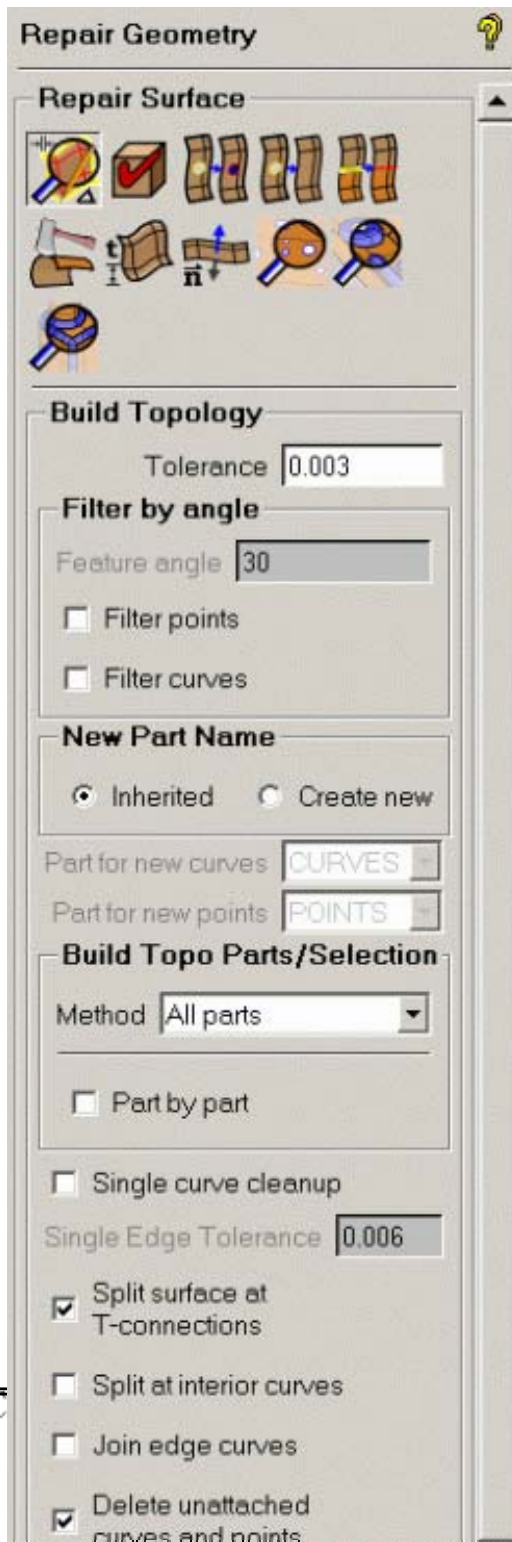 Repair Geometry
Repair Surface
t
n
Build Topology
Tolerance 0.003
Filter by angle
Feature angle 30
Filter points
Filter curves
New Part Name
Inherited Create new
Part for new curves CURVES
Part for new points POINTS
Build Topo Parts/Selection
Method All parts
Part by part
Single curve cleanup
Single Edge Tolerance 0.006
Split surface at
T-connections
Split at interior curves
Join edge curves
Delete unattached
curves and points